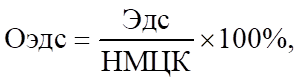 Оэдс = Эдс / НМЦК × 100%,